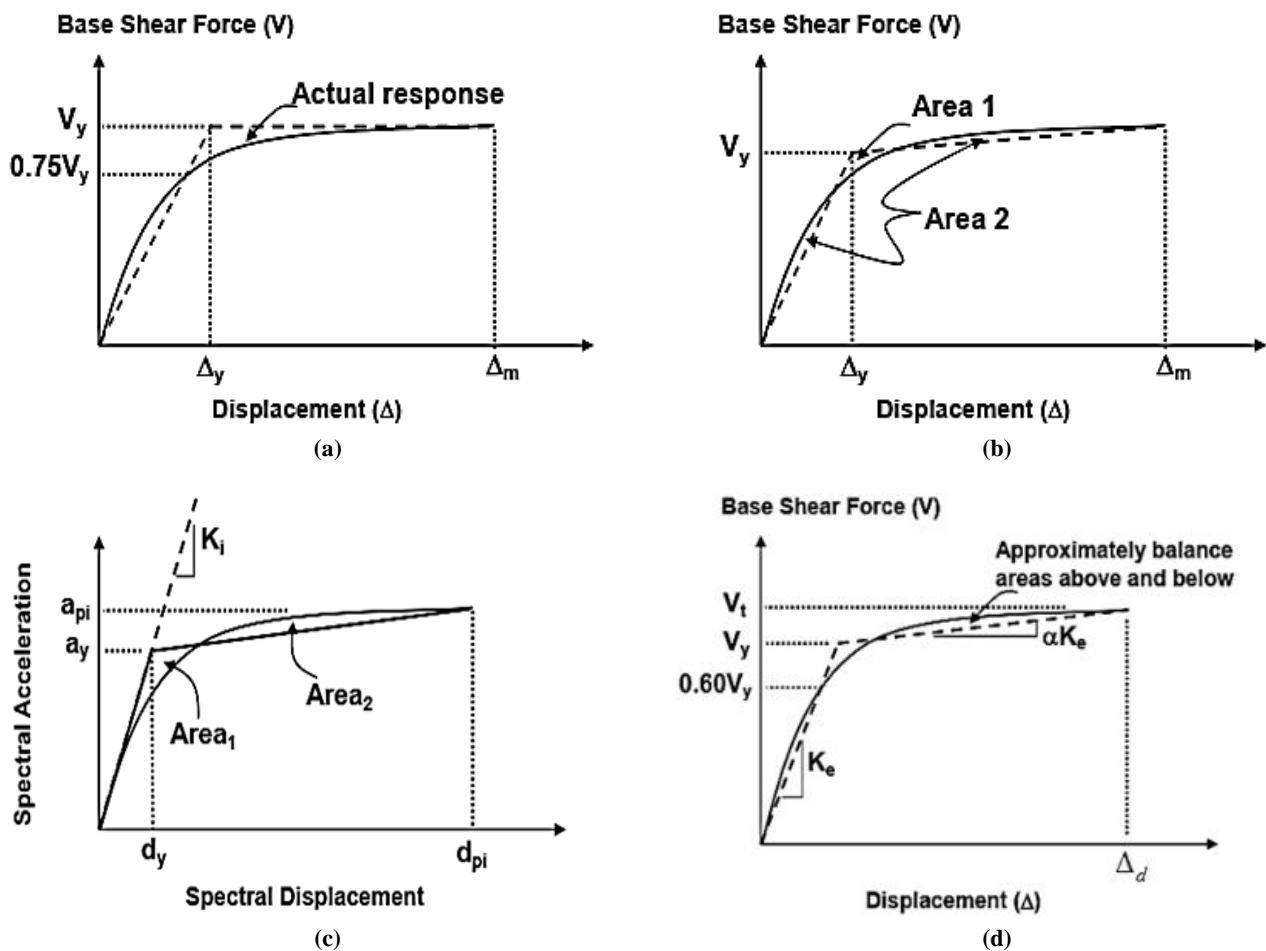 Base Shear Force (V)
Actual response
V_y
0.75V_y
Δ_y
Δ_m
Displacement (Δ)
(a)
Base Shear Force (V)
Area 1
V_y
Area 2
Δ_y
Δ_m
Displacement (Δ)
(b)
K_i
a_pi
a_y
Area_2
Area_1
Spectral Acceleration
d_y
d_pi
Spectral Displacement
(c)
Base Shear Force (V)
Approximately balance
areas above and below
V_t
V_y
αK_e
0.60V_y
K_e
Δ_d
Displacement (Δ)
(d)